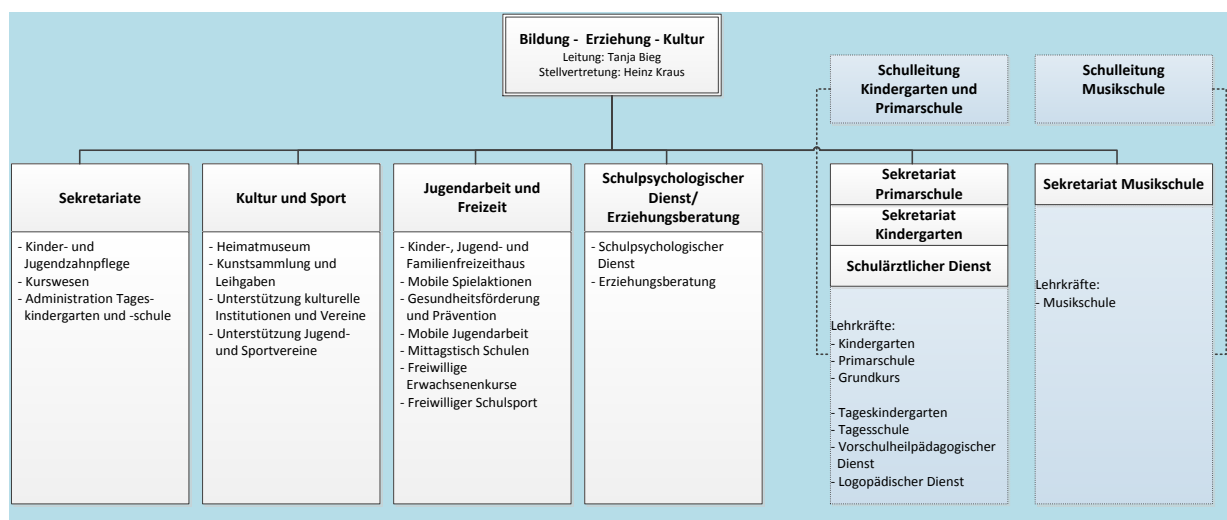 Bildung - Erziehung - Kultur
Leitung: Tanja Bieg
Stellvertretung: Heinz Kraus
Schulleitung
Kindergarten und
Primarschule
Schulleitung
Musikschule
Sekretariate
- Kinder- und
Jugendzahnpflege
- Kurswesen
- Administration Tages-
kindergarten und -schule
Kultur und Sport
- Heimatmuseum
- Kunstsammlung und
Leihgaben
- Unterstützung kulturelle
Institutionen und Vereine
- Unterstützung Jugend-
und Sportvereine
Jugendarbeit und
Freizeit
- Kinder-, Jugend- und
Familienfreizeithaus
- Mobile Spielaktionen
- Gesundheitsförderung
und Prävention
- Mobile Jugendarbeit
- Mittagstisch Schulen
- Freiwillige
Erwachsenenkurse
- Freiwilliger Schulsport
Schulpsychologischer
Dienst/
Erziehungsberatung
- Schulpsychologischer
Dienst
- Erziehungsberatung
Sekretariat
Primarschule
Sekretariat
Kindergarten
Schulärztlicher Dienst
Lehrkräfte:
- Kindergarten
- Primarschule
- Grundkurs
- Tageskindergarten
- Tagesschule
- Vorschulheilpädagogischer
Dienst
- Logopädischer Dienst
Sekretariat Musikschule
Lehrkräfte:
- Musikschule